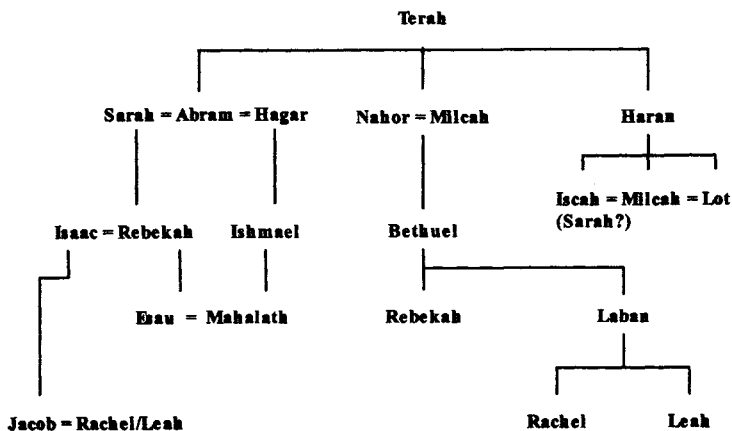 Terah
Sarah = Abram = Hagar Nahor = Milcah Haran
Iscah = Milcah = Lot
(Sarah?)
Isaac = Rebekah Ishmael Bethuel
Esau = Mahalath Rebekah Laban
Jacob = Rachel/Leah Rachel Leah